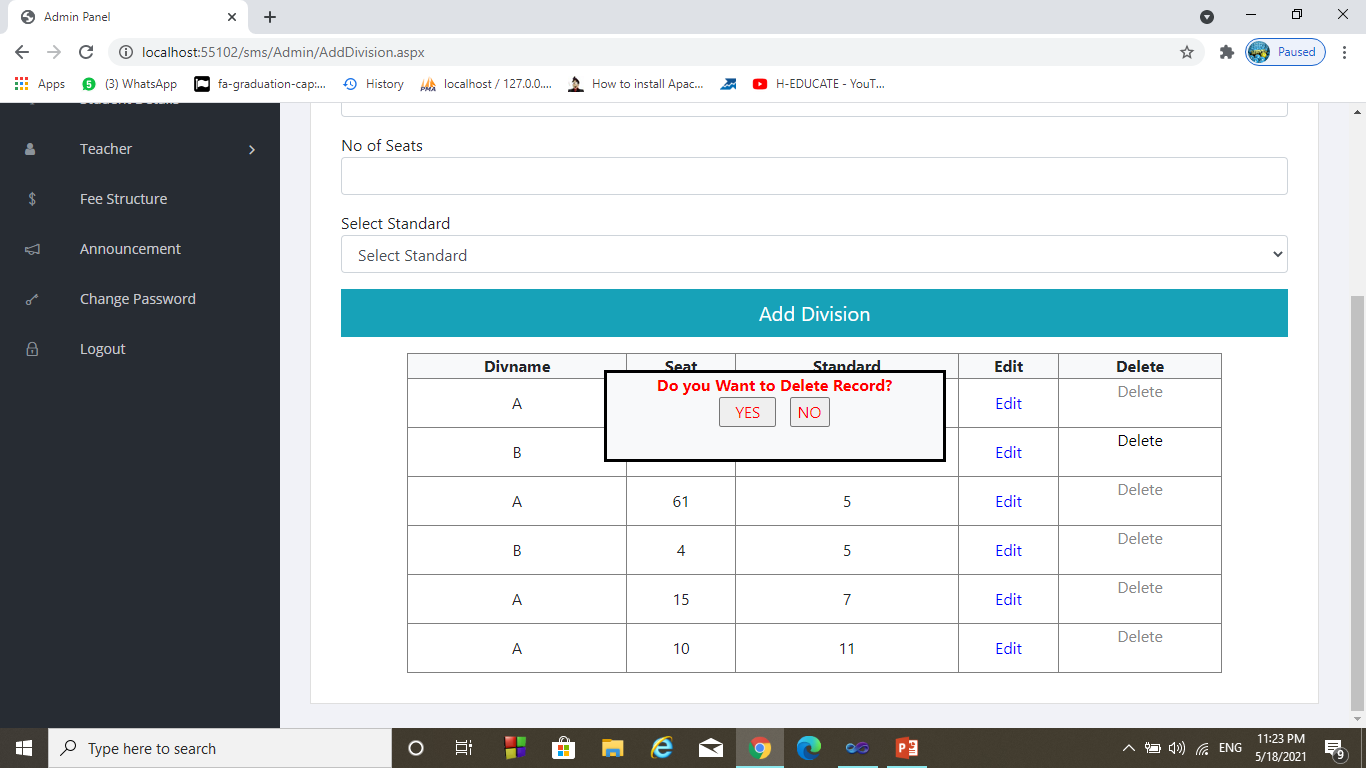 Admin Panel
localhost:55102/sms/Admin/AddDivision.aspx
Paused
Apps
5
(3) WhatsApp
fa-graduation-cap:...
History
PMA
localhost / 127.0.0....
How to install Apac...
H-EDUCATE - YouT...
Student Details
Teacher
Fee Structure
Announcement
Change Password
Logout
No of Seats
Select Standard
Select Standard
Add Division
Divname Seat Standard Edit Delete
A Edit Delete
B Edit Delete
Do you Want to Delete Record?
YES NO
A 61 5 Edit Delete
B 4 5 Edit Delete
A 15 7 Edit Delete
A 10 11 Edit Delete
Type here to search
ENG
11:23 PM
5/18/2021
9